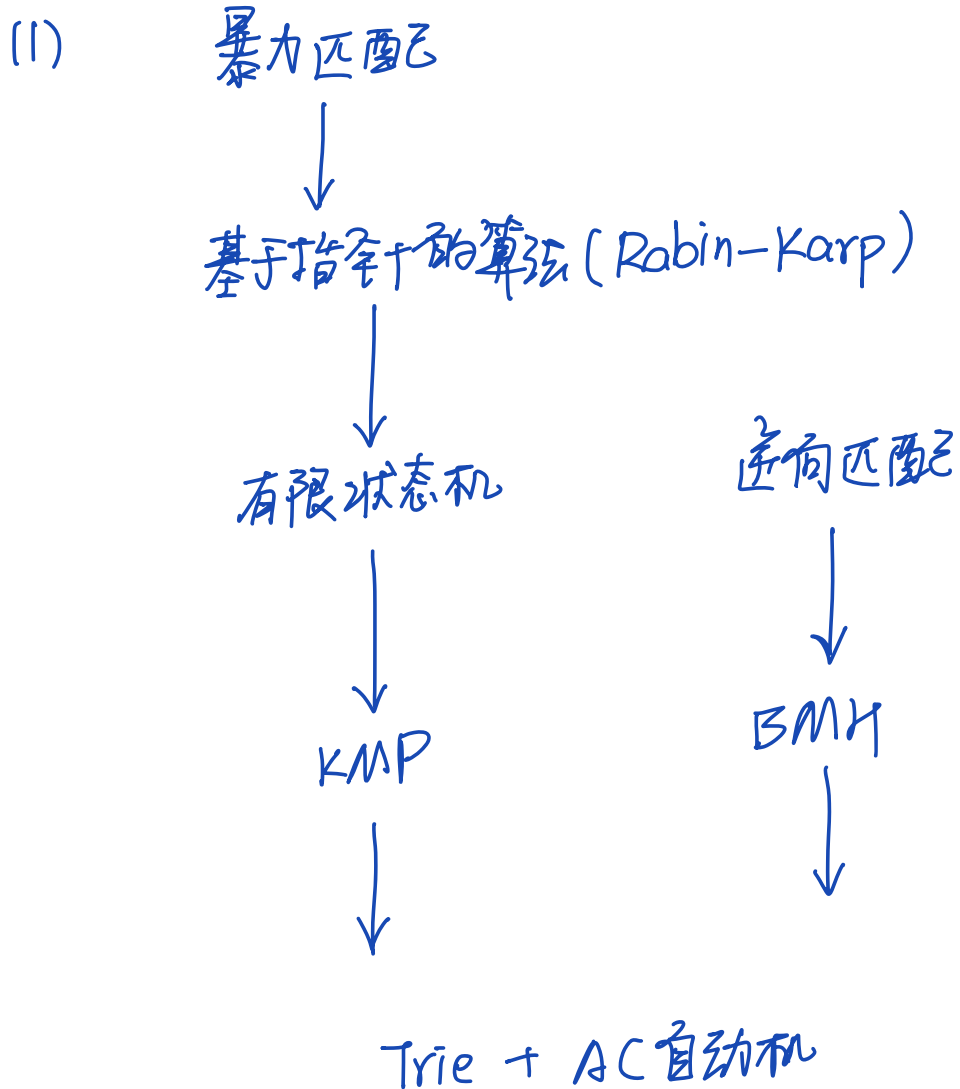 (1) 暴力匹配
基于指针的算法(Rabin-Karp)
有限状态机
逆向匹配
KMP
BMH
Trie + AC自动机